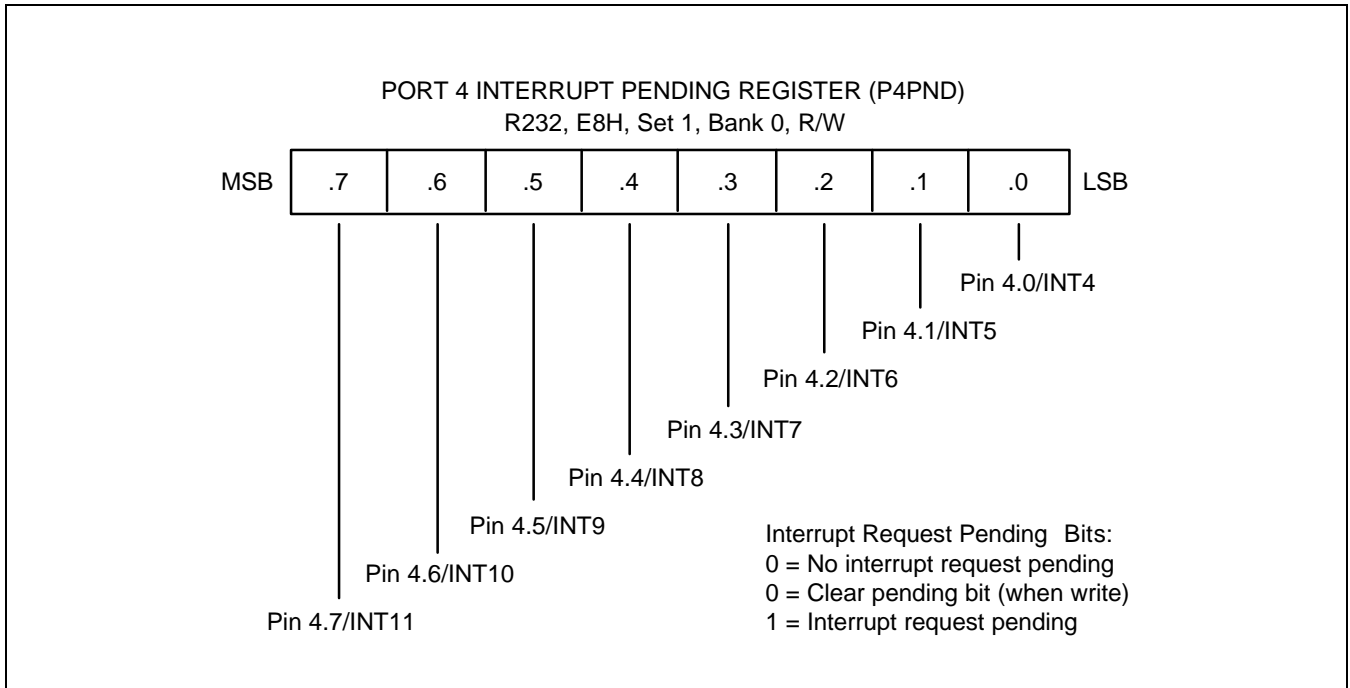 PORT 4 INTERRUPT PENDING REGISTER (P4PND)
R232, E8H, Set 1, Bank 0, R/W
MSB .7 .6 .5 .4 .3 .2 .1 .0 LSB
Pin 4.0/INT4
Pin 4.1/INT5
Pin 4.2/INT6
Pin 4.3/INT7
Pin 4.4/INT8
Pin 4.5/INT9
Pin 4.6/INT10
Pin 4.7/INT11
Interrupt Request Pending Bits:
0 = No interrupt request pending
0 = Clear pending bit (when write)
1 = Interrupt request pending